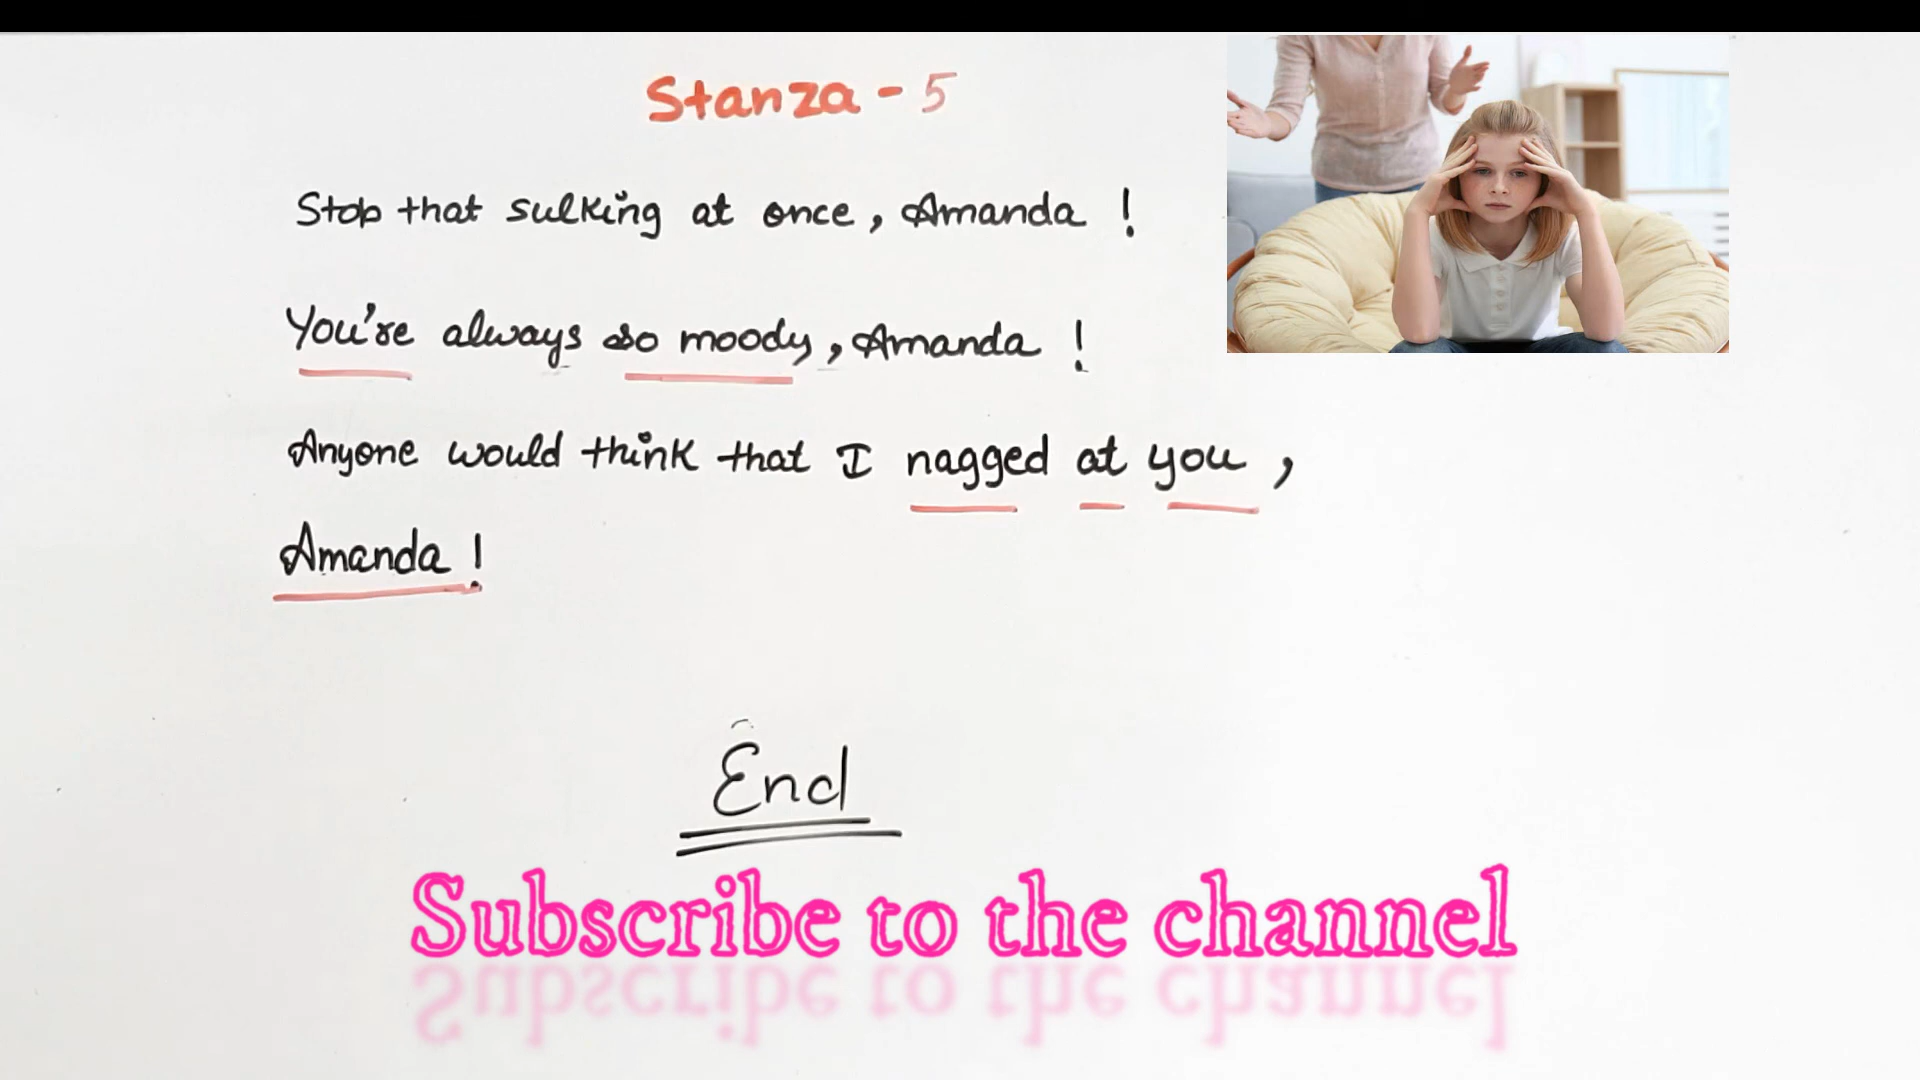 Stanza - 5
Stop that sulking at once, Amanda !
You're always so moody, Amanda !
Anyone would think that I nagged at you,
Amanda !
End
Subscribe to the channel